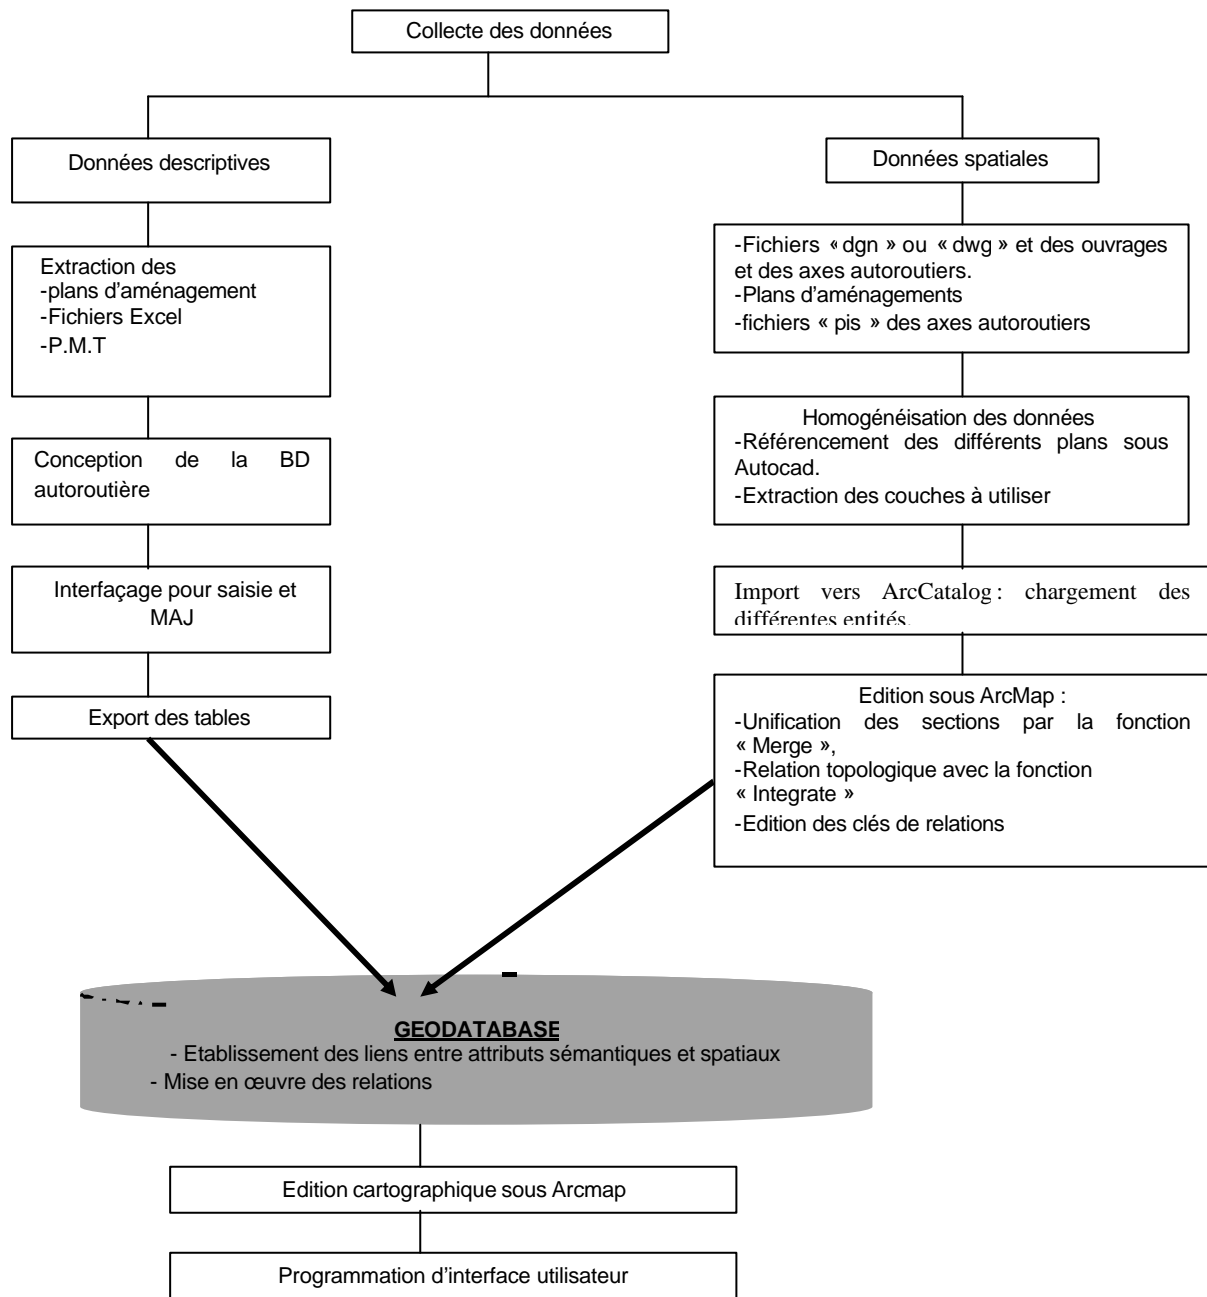 Collecte des données
Données descriptives
Extraction des
-plans d'aménagement
-Fichiers Excel
-P.M.T
Conception de la BD
autoroutière
Interfaçage pour saisie et
MAJ
Export des tables
Données spatiales
-Fichiers « dgn » ou « dwg » et des ouvrages
et des axes autoroutiers.
-Plans d'aménagements
-fichiers « pis » des axes autoroutiers
Homogénéisation des données
-Référencement des différents plans sous
Autocad.
-Extraction des couches à utiliser
Import vers ArcCatalog : chargement des
différentes entités.
Edition sous ArcMap :
-Unification des sections par la fonction
« Merge »,
-Relation topologique avec la fonction
« Integrate »
-Edition des clés de relations
GEODATABASE
- Etablissement des liens entre attributs sémantiques et spatiaux
- Mise en œuvre des relations
Edition cartographique sous Arcmap
Programmation d'interface utilisateur